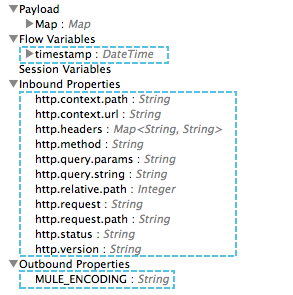 Payload
Map : Map
Flow Variables
timestamp : DateTime
Session Variables
Inbound Properties
http.context.path : String
http.context.url : String
http.headers : Map<String, String>
http.method : String
http.query.params : String
http.query.string : String
http.relative.path : Integer
http.request : String
http.request.path : String
http.status : String
http.version : String
Outbound Properties
MULE_ENCODING : String